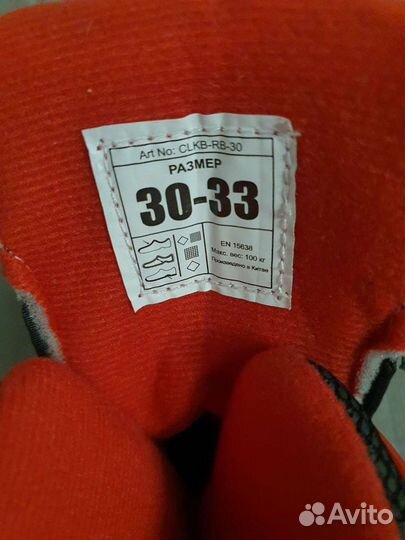 Art No: CLKB-RB-30
РАЗМЕР
30-33
EN 15638
Макс. вес: 100 кг
Произведено в Китае
Avito